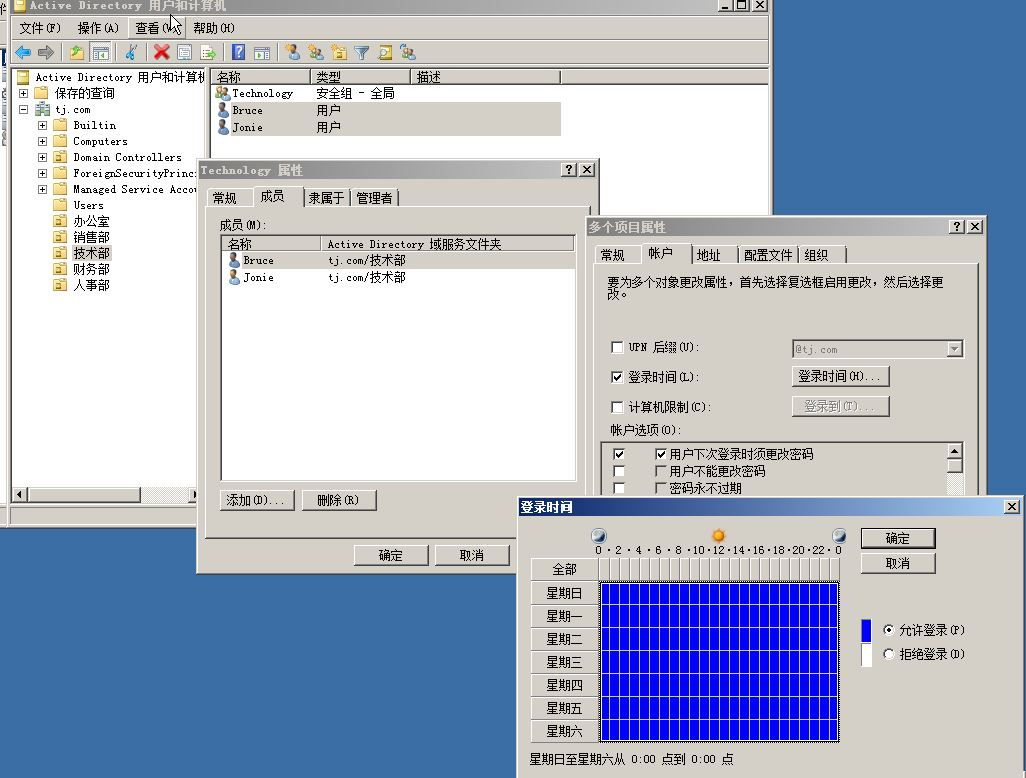 Active Directory 用户和计算机
文件(F) 操作(A) 查看(V) 帮助(H)
Active Directory 用户和计算机
保存的查询
tj.com
Builtin
Computers
Domain Controllers
ForeignSecurityPrinci
Managed Service Accou
Users
办公室
销售部
技术部
财务部
人事部
名称 类型 描述
Technology 安全组 - 全局
Bruce 用户
Jonie 用户
Technology 属性
常规 成员 隶属于 管理者
成员(M):
名称 Active Directory 域服务文件夹
Bruce tj.com/技术部
Jonie tj.com/技术部
添加(D)... 删除(R)
确定 取消
多个项目属性
常规 帐户 地址 配置文件 组织
要为多个对象更改属性，首先选择复选框启用更改，然后选择更
改。
UPN 后缀(U): @tj.com
登录时间(L): 登录时间(H)...
计算机限制(C): 登录到(T)...
帐户选项(O):
用户下次登录时须更改密码
用户不能更改密码
密码永不过期
登录时间
0·2·4·6·8·10·12·14·16·18·20·22·0
全部
星期日
星期一
星期二
星期三
星期四
星期五
星期六
确定
取消
允许登录(P)
拒绝登录(D)
星期日至星期六从 0:00 点到 0:00 点